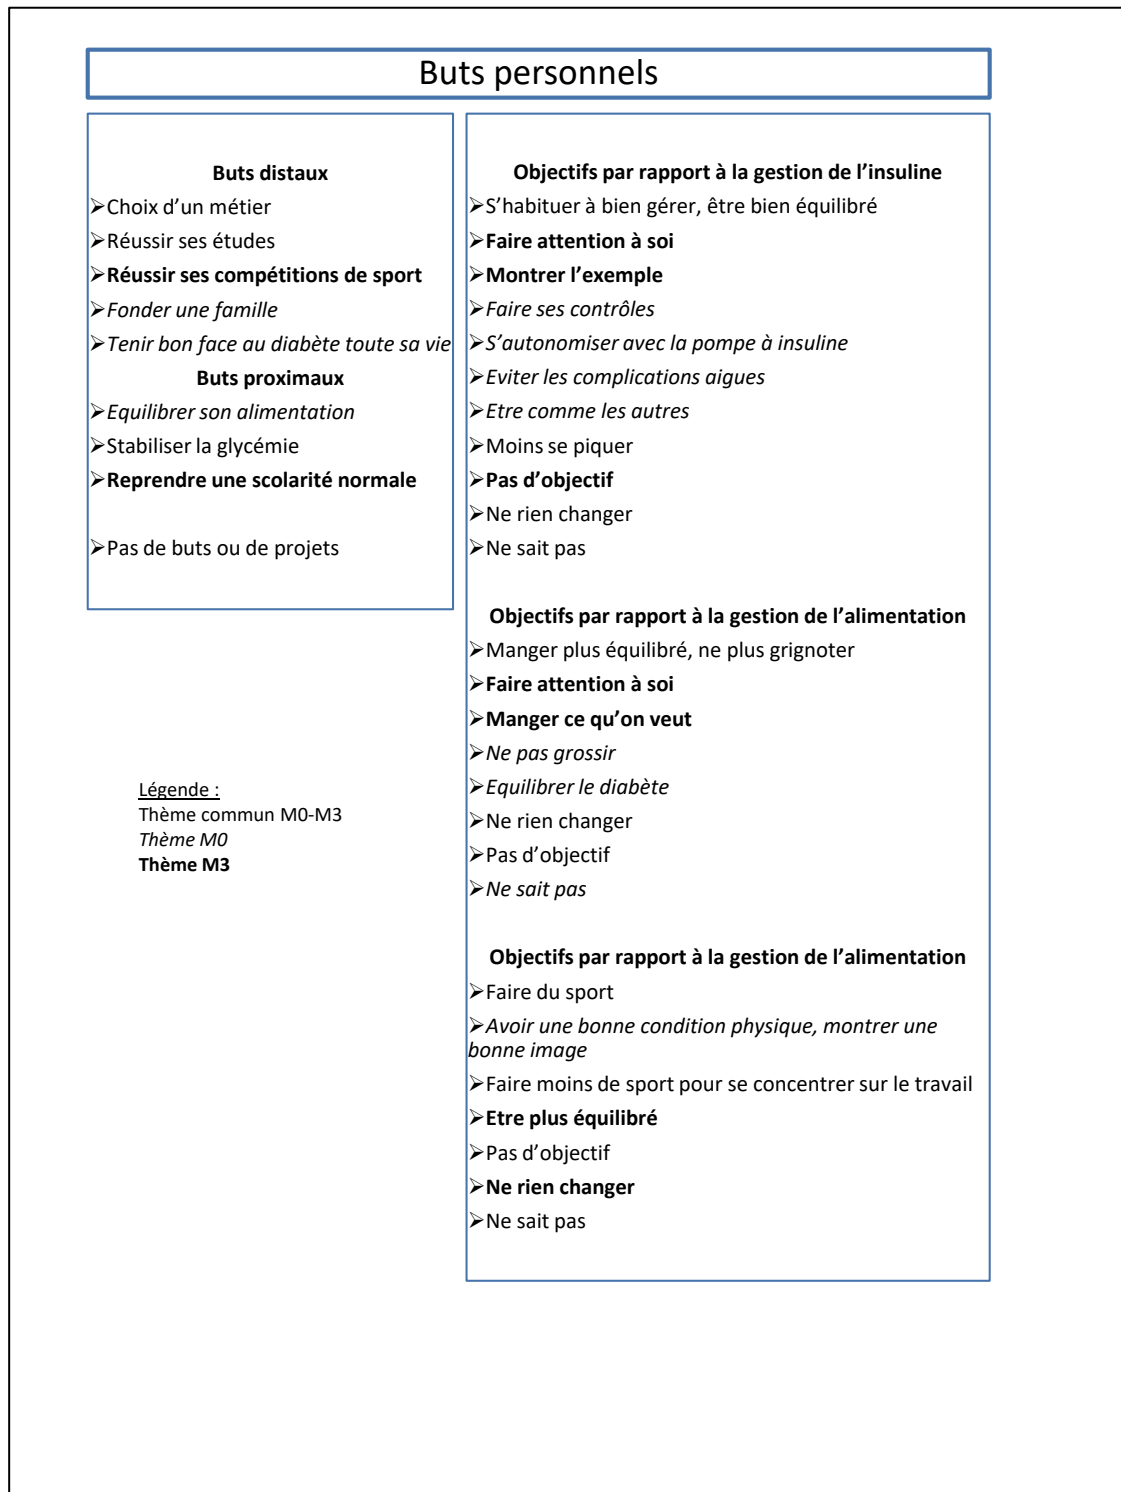 Buts personnels
Buts distaux
➢Choix d’un métier
➢Réussir ses études
➢Réussir ses compétitions de sport
➢Fonder une famille
➢Tenir bon face au diabète toute sa vie
Buts proximaux
➢Equilibrer son alimentation
➢Stabiliser la glycémie
➢Reprendre une scolarité normale
➢Pas de buts ou de projets
Objectifs par rapport à la gestion de l’insuline
➢S’habituer à bien gérer, être bien équilibré
➢Faire attention à soi
➢Montrer l’exemple
➢Faire ses contrôles
➢S’autonomiser avec la pompe à insuline
➢Eviter les complications aigues
➢Etre comme les autres
➢Moins se piquer
➢Pas d’objectif
➢Ne rien changer
➢Ne sait pas
Objectifs par rapport à la gestion de l’alimentation
➢Manger plus équilibré, ne plus grignoter
➢Faire attention à soi
➢Manger ce qu’on veut
➢Ne pas grossir
➢Equilibrer le diabète
➢Ne rien changer
➢Pas d’objectif
➢Ne sait pas
Objectifs par rapport à la gestion de l’alimentation
➢Faire du sport
➢Avoir une bonne condition physique, montrer une
bonne image
➢Faire moins de sport pour se concentrer sur le travail
➢Etre plus équilibré
➢Pas d’objectif
➢Ne rien changer
➢Ne sait pas
Légende :
Thème commun M0-M3
Thème M0
Thème M3